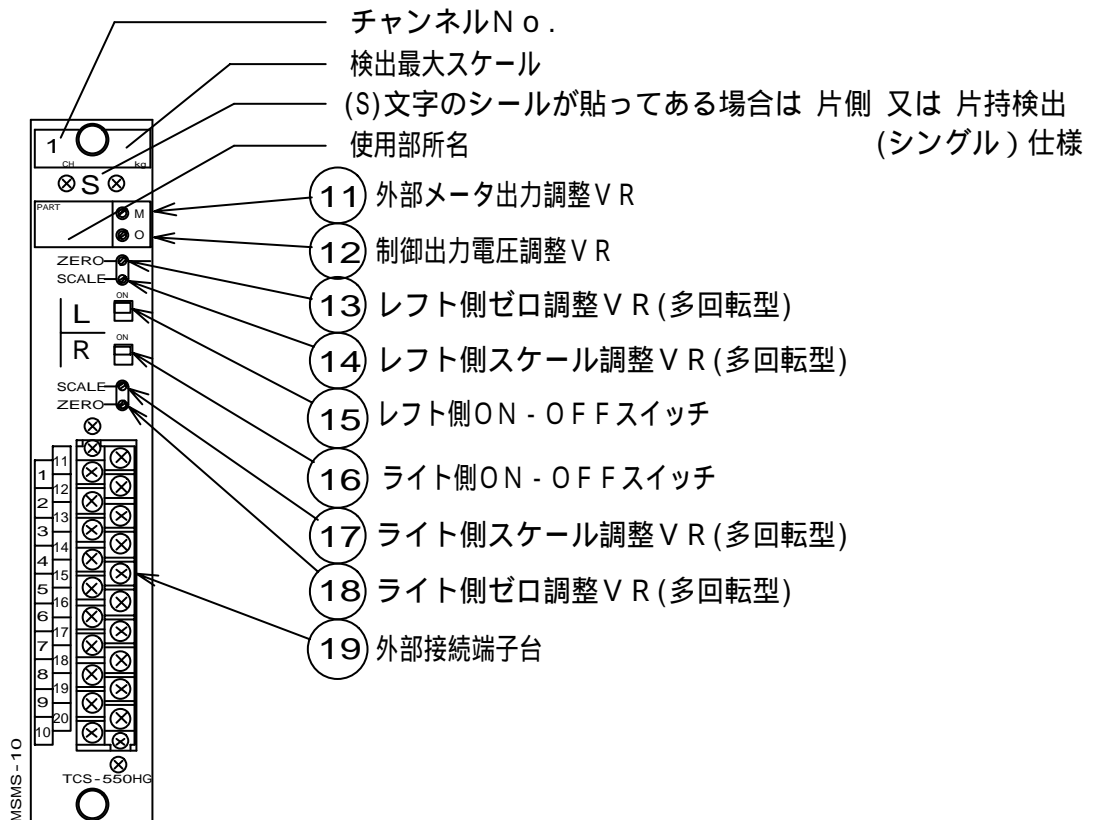 チャンネルＮｏ.
検出最大スケール
(S)文字のシールが貼ってある場合は 片側 又は 片持検出
(シングル)仕様
使用部所名
1
CH
kg
S
PART
M
O
ZERO
SCALE
ON
L
ON
R
SCALE
ZERO
11 外部メータ出力調整ＶＲ
12 制御出力電圧調整ＶＲ
13 レフト側ゼロ調整ＶＲ(多回転型)
14 レフト側スケール調整ＶＲ(多回転型)
15 レフト側ON‐OFFスイッチ
16 ライト側ON‐OFFスイッチ
17 ライト側スケール調整ＶＲ(多回転型)
18 ライト側ゼロ調整ＶＲ(多回転型)
19 外部接続端子台
11
1
12
2
13
3
14
4
15
5
16
6
17
7
18
8
19
9
20
10
TCS-550HG
MSMS-10